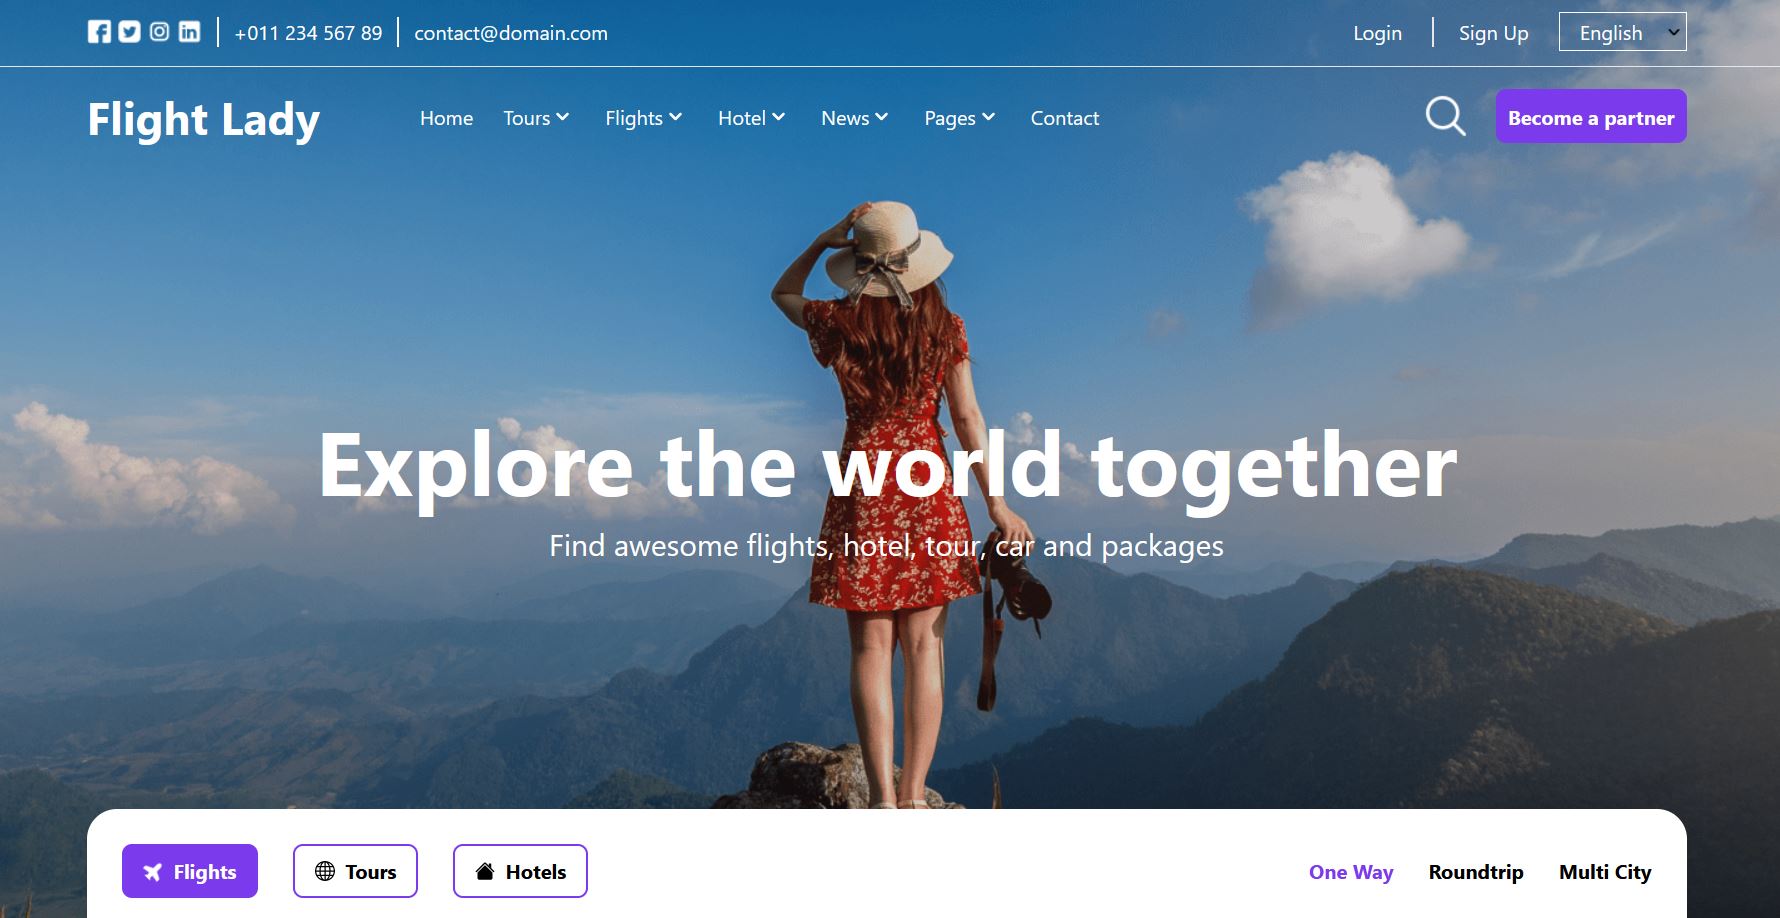 +011 234 567 89 contact@domain.com Login Sign Up English
Flight Lady Home Tours Flights Hotel News Pages Contact Become a partner
Explore the world together
Find awesome flights, hotel, tour, car and packages
Flights Tours Hotels One Way Roundtrip Multi City